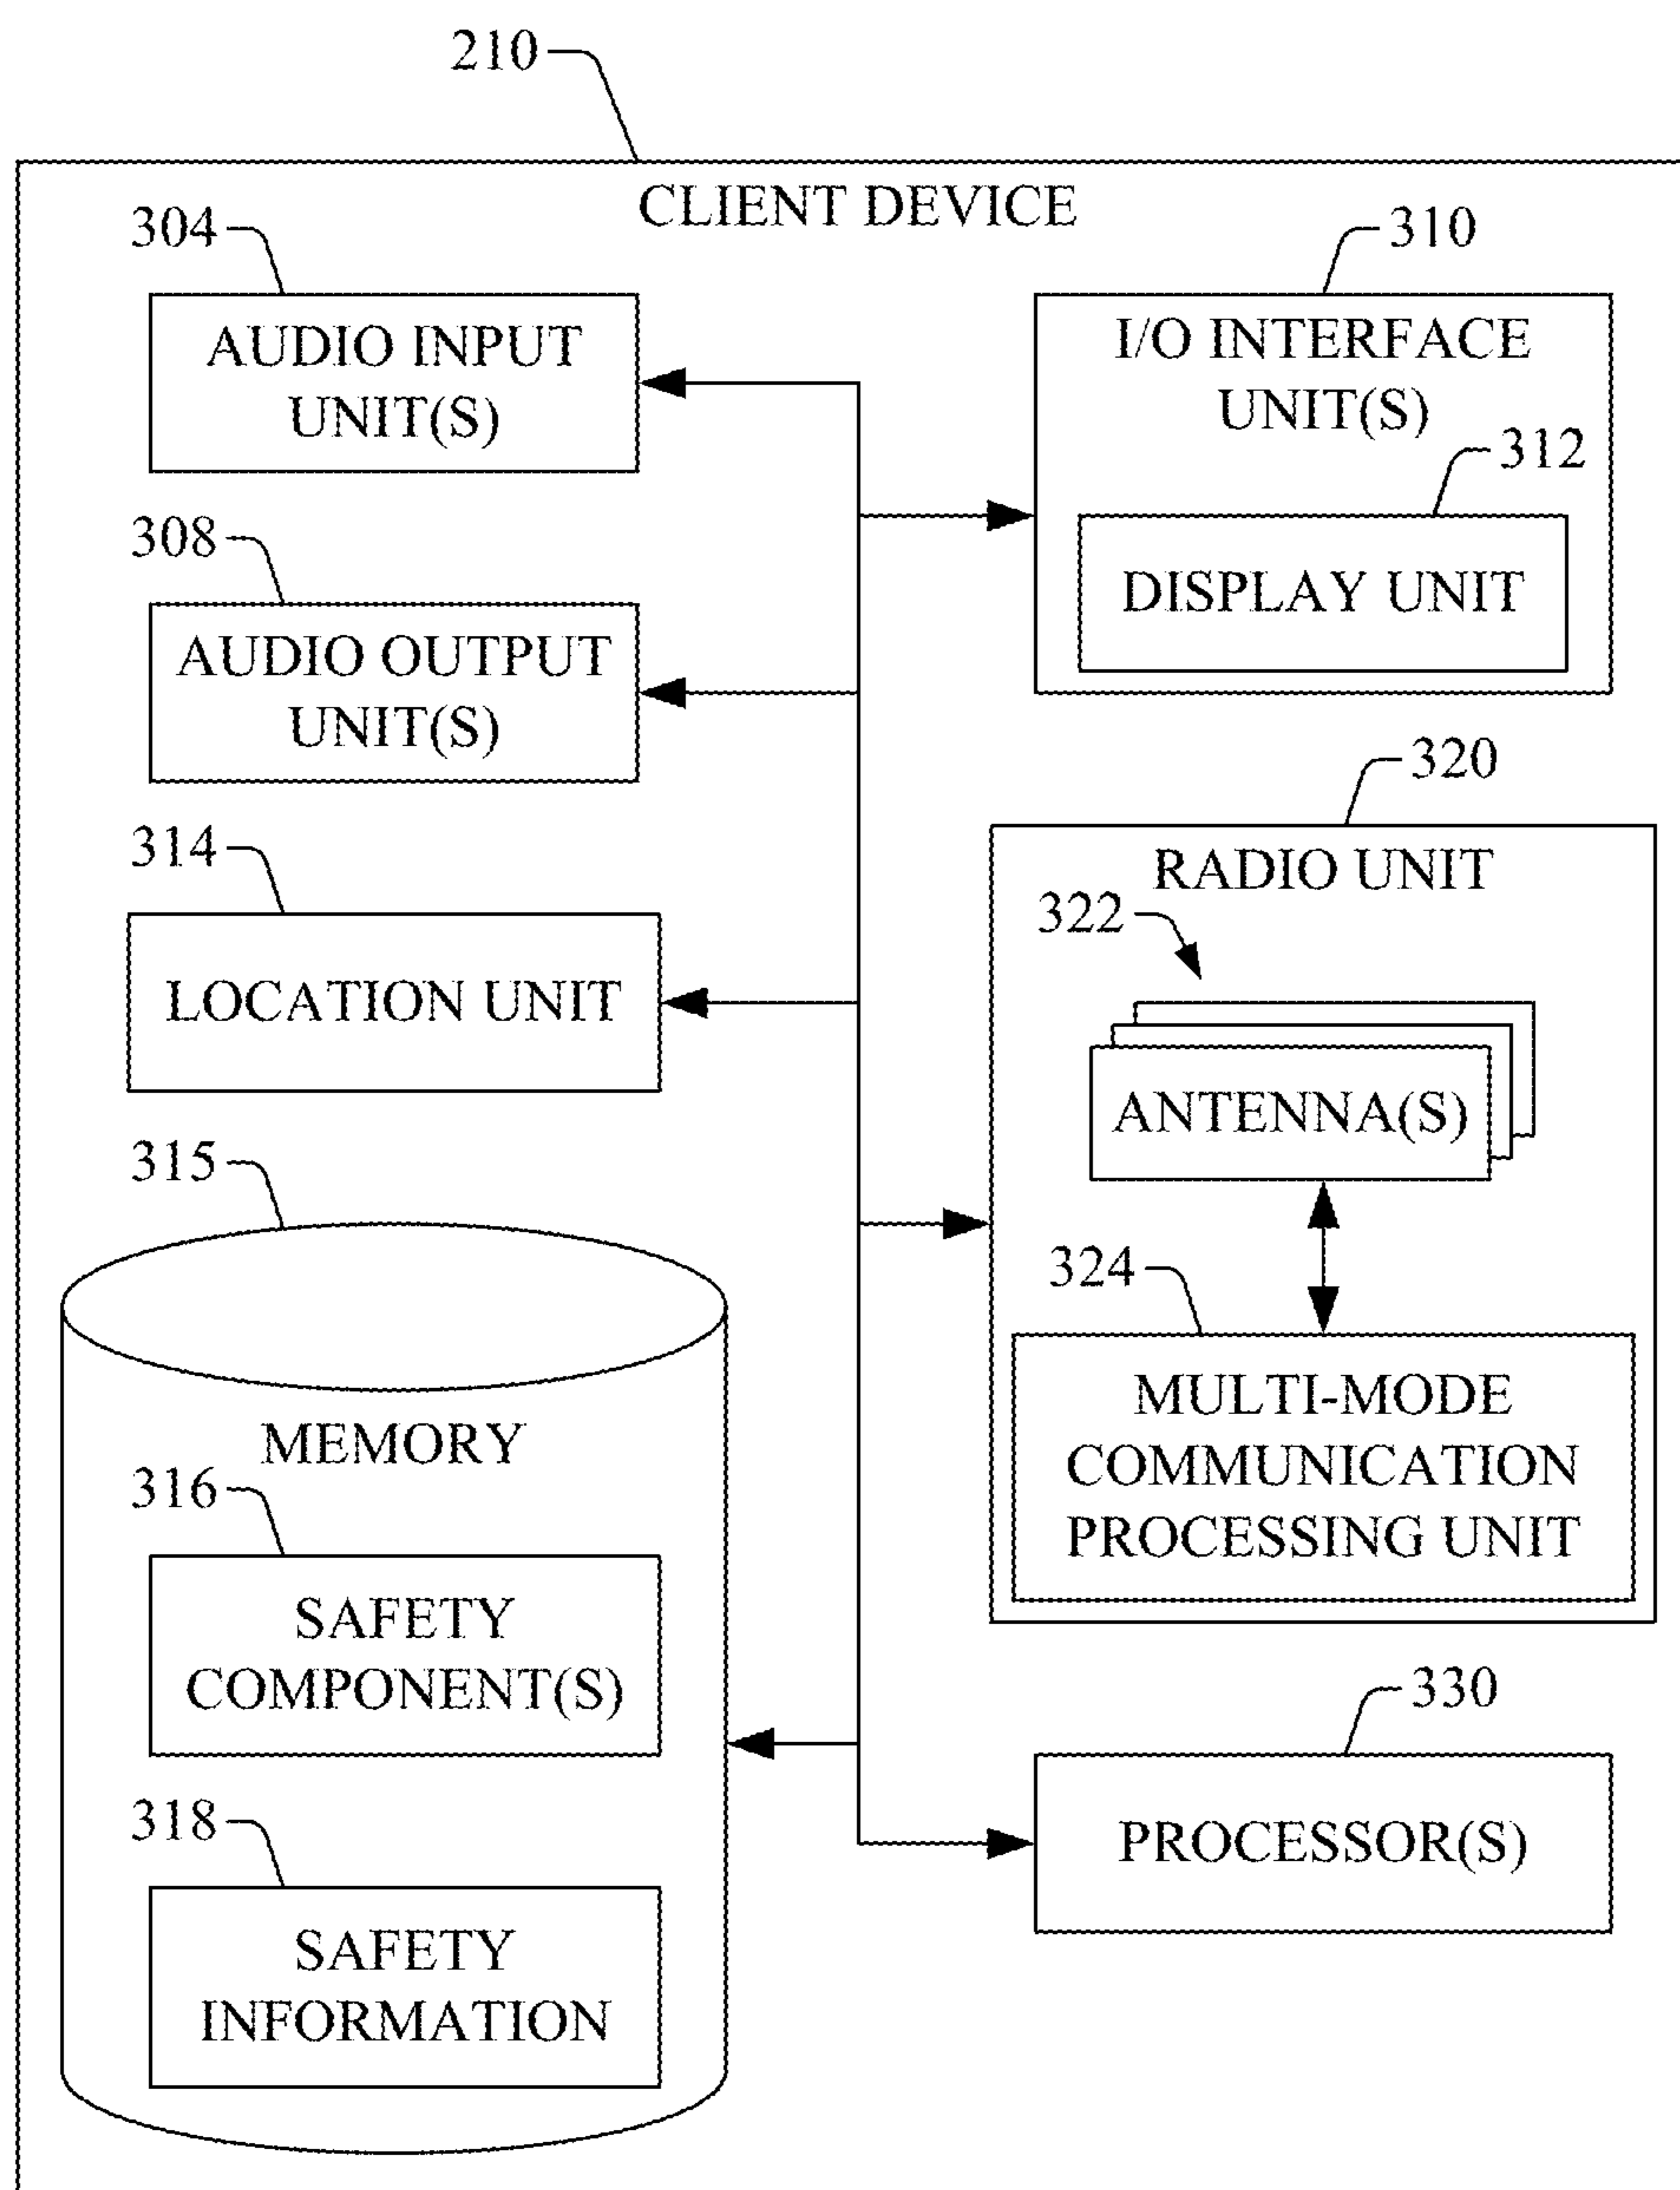 210
CLIENT DEVICE
304
AUDIO INPUT
UNIT(S)
310
I/O INTERFACE
UNIT(S)
312
DISPLAY UNIT
308
AUDIO OUTPUT
UNIT(S)
314
LOCATION UNIT
320
RADIO UNIT
322
ANTENNA(S)
324
MULTI-MODE
COMMUNICATION
PROCESSING UNIT
315
MEMORY
316
SAFETY
COMPONENT(S)
318
SAFETY
INFORMATION
330
PROCESSOR(S)